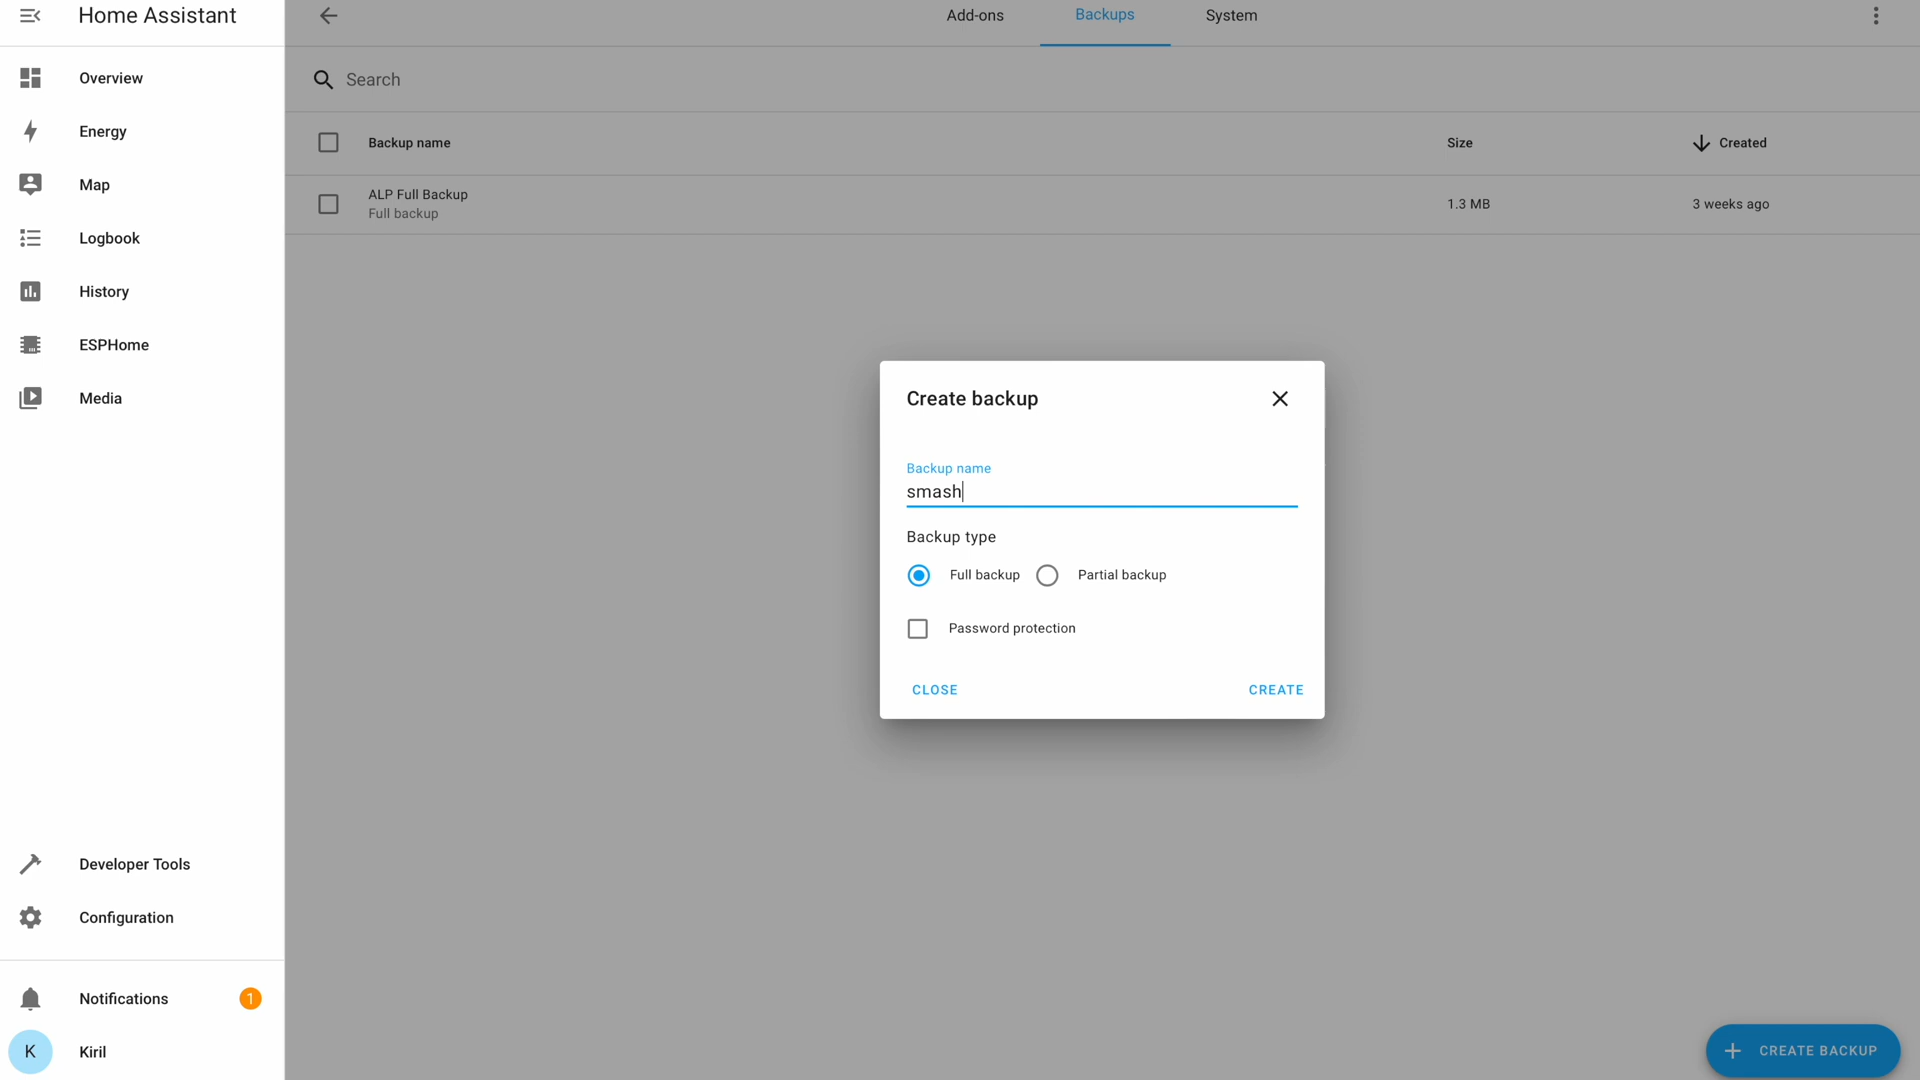 Home Assistant
Add-ons
Backups
System
Overview
Energy
Map
Logbook
History
ESPHome
Media
Developer Tools
Configuration
Notifications
1
K
Kiril
Search
Backup name
Size
Created
ALP Full Backup
Full backup
1.3 MB
3 weeks ago
Create backup
Backup name
smash
Backup type
Full backup
Partial backup
Password protection
CLOSE
CREATE
CREATE BACKUP